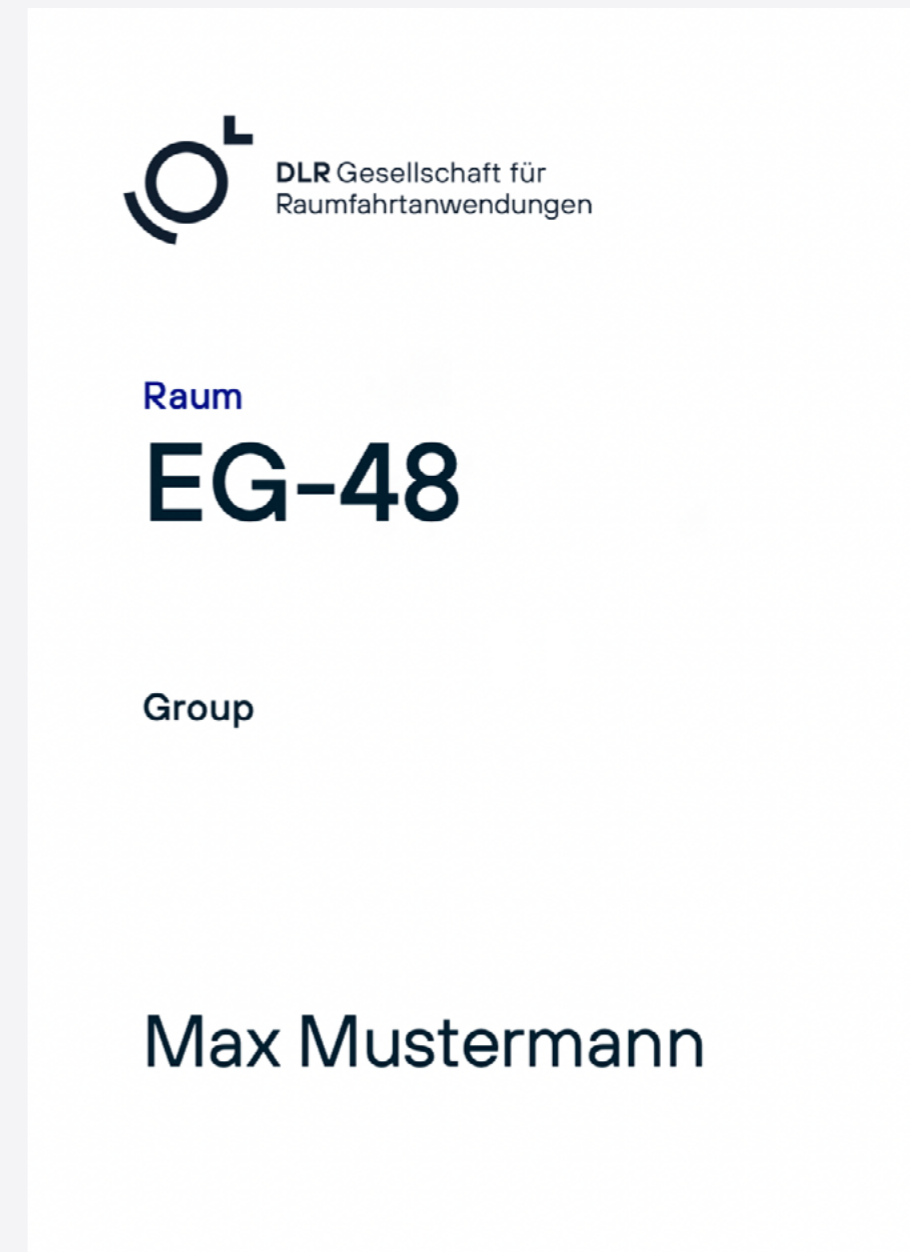 DLR Gesellschaft für
Raumfahrtanwendungen
Raum
EG-48
Group
Max Mustermann